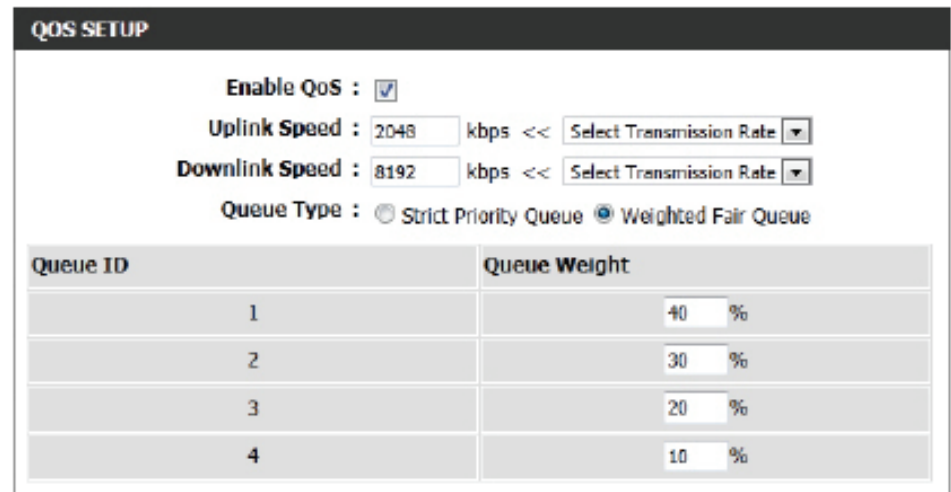 QOS SETUP
Enable QoS :
Uplink Speed : 2048 kbps << Select Transmission Rate
Downlink Speed : 8192 kbps << Select Transmission Rate
Queue Type : Strict Priority Queue Weighted Fair Queue
Queue ID Queue Weight
1 40 %
2 30 %
3 20 %
4 10 %